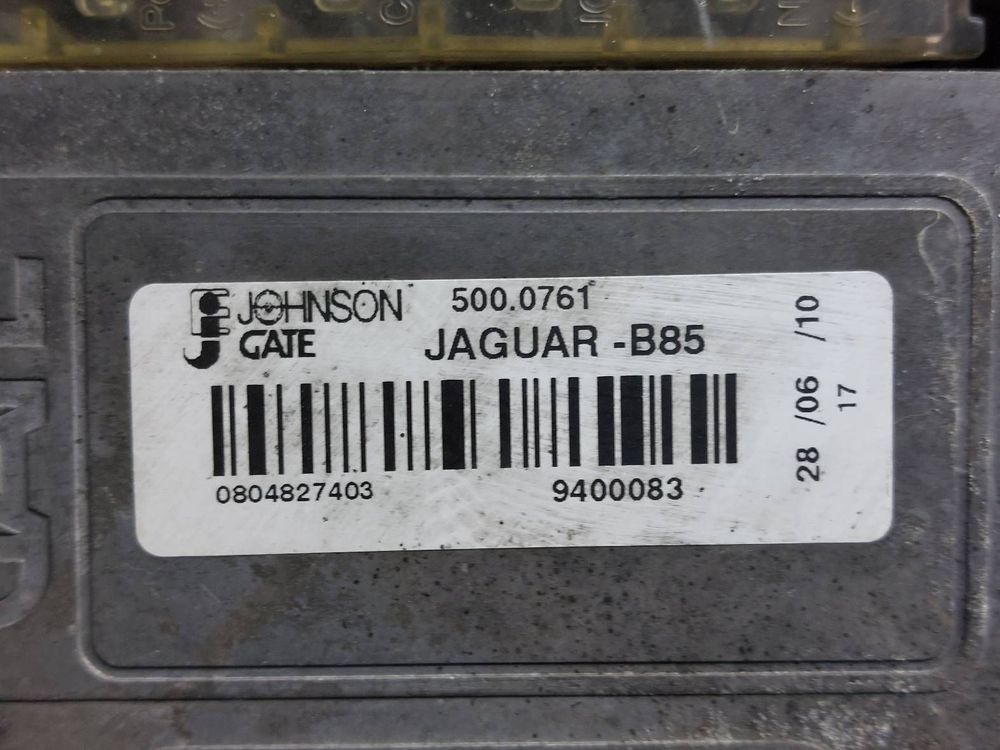 JOHNSON 500.0761
GATE JAGUAR -B85
0804827403 9400083
28 /06 /10
17